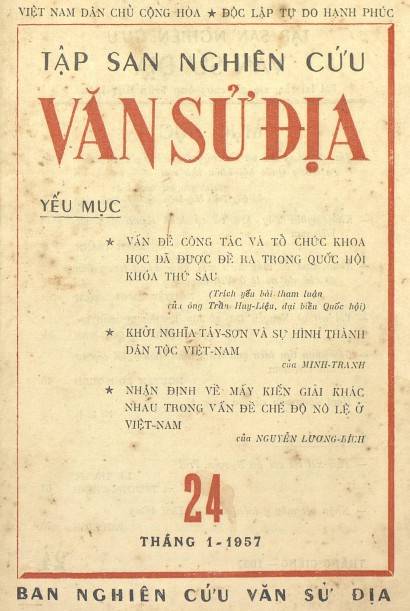 VIỆT NAM DÂN CHỦ CỘNG HÒA ★ ĐỘC LẬP TỰ DO HẠNH PHÚC
TẬP SAN NGHIÊN CỨU
VĂN SỬ ĐỊA
YẾU MỤC
★ VẤN ĐỀ CÔNG TÁC VÀ TỔ CHỨC KHOA
HỌC ĐÃ ĐƯỢC ĐỀ RA TRONG QUỐC HỘI
KHÓA THỨ SÁU
(Trích yếu bài tham luận
của ông Trần Huy-Liệu, đại biểu Quốc hội)
★ KHỞI NGHĨA TÂY-SƠN VÀ SỰ HÌNH THÀNH
DÂN TỘC VIỆT-NAM
của MINH-TRANH
★ NHẬN ĐỊNH VỀ MẤY KIẾN GIẢI KHÁC
NHAU TRONG VẤN ĐỀ CHẾ ĐỘ NÔ LỆ Ở
VIỆT-NAM
của NGUYỄN LƯƠNG-BÍCH
24
THÁNG 1-1957
BAN NGHIÊN CỨU VĂN SỬ ĐỊA